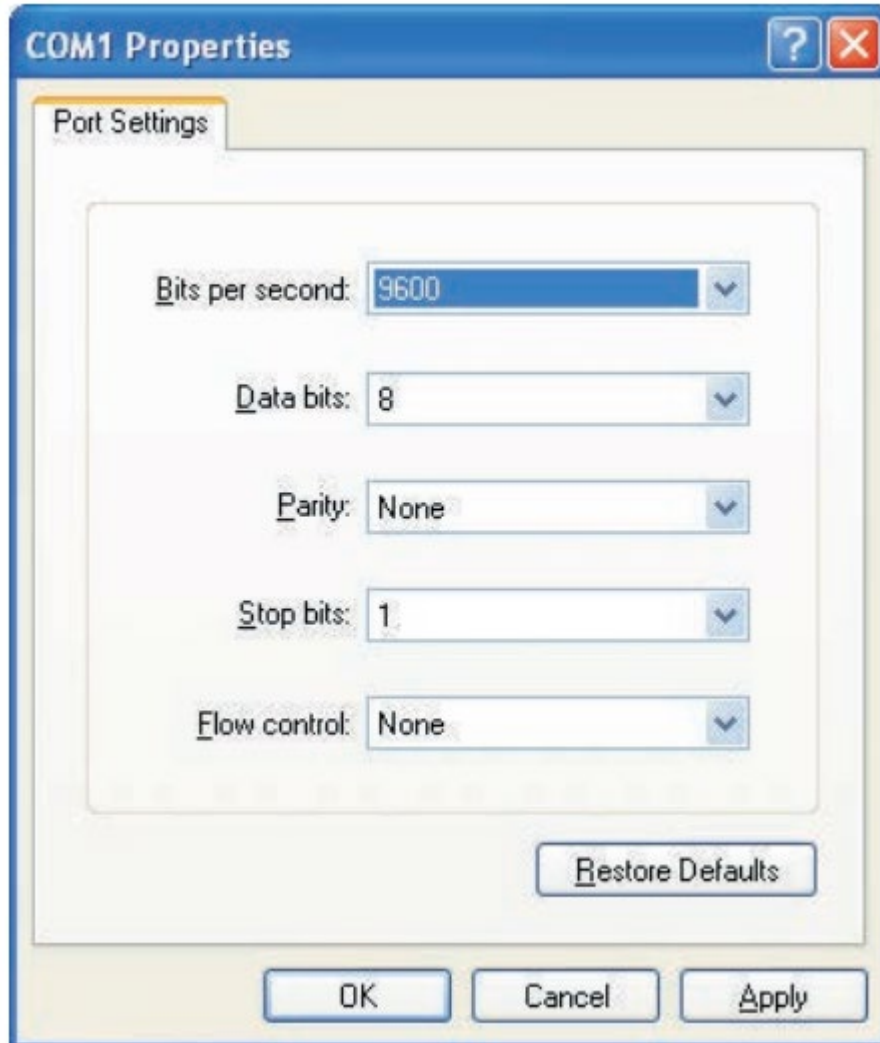 COM1 Properties
Port Settings
Bits per second: 9600
Data bits: 8
Parity: None
Stop bits: 1
Flow control: None
Restore Defaults
OK Cancel Apply